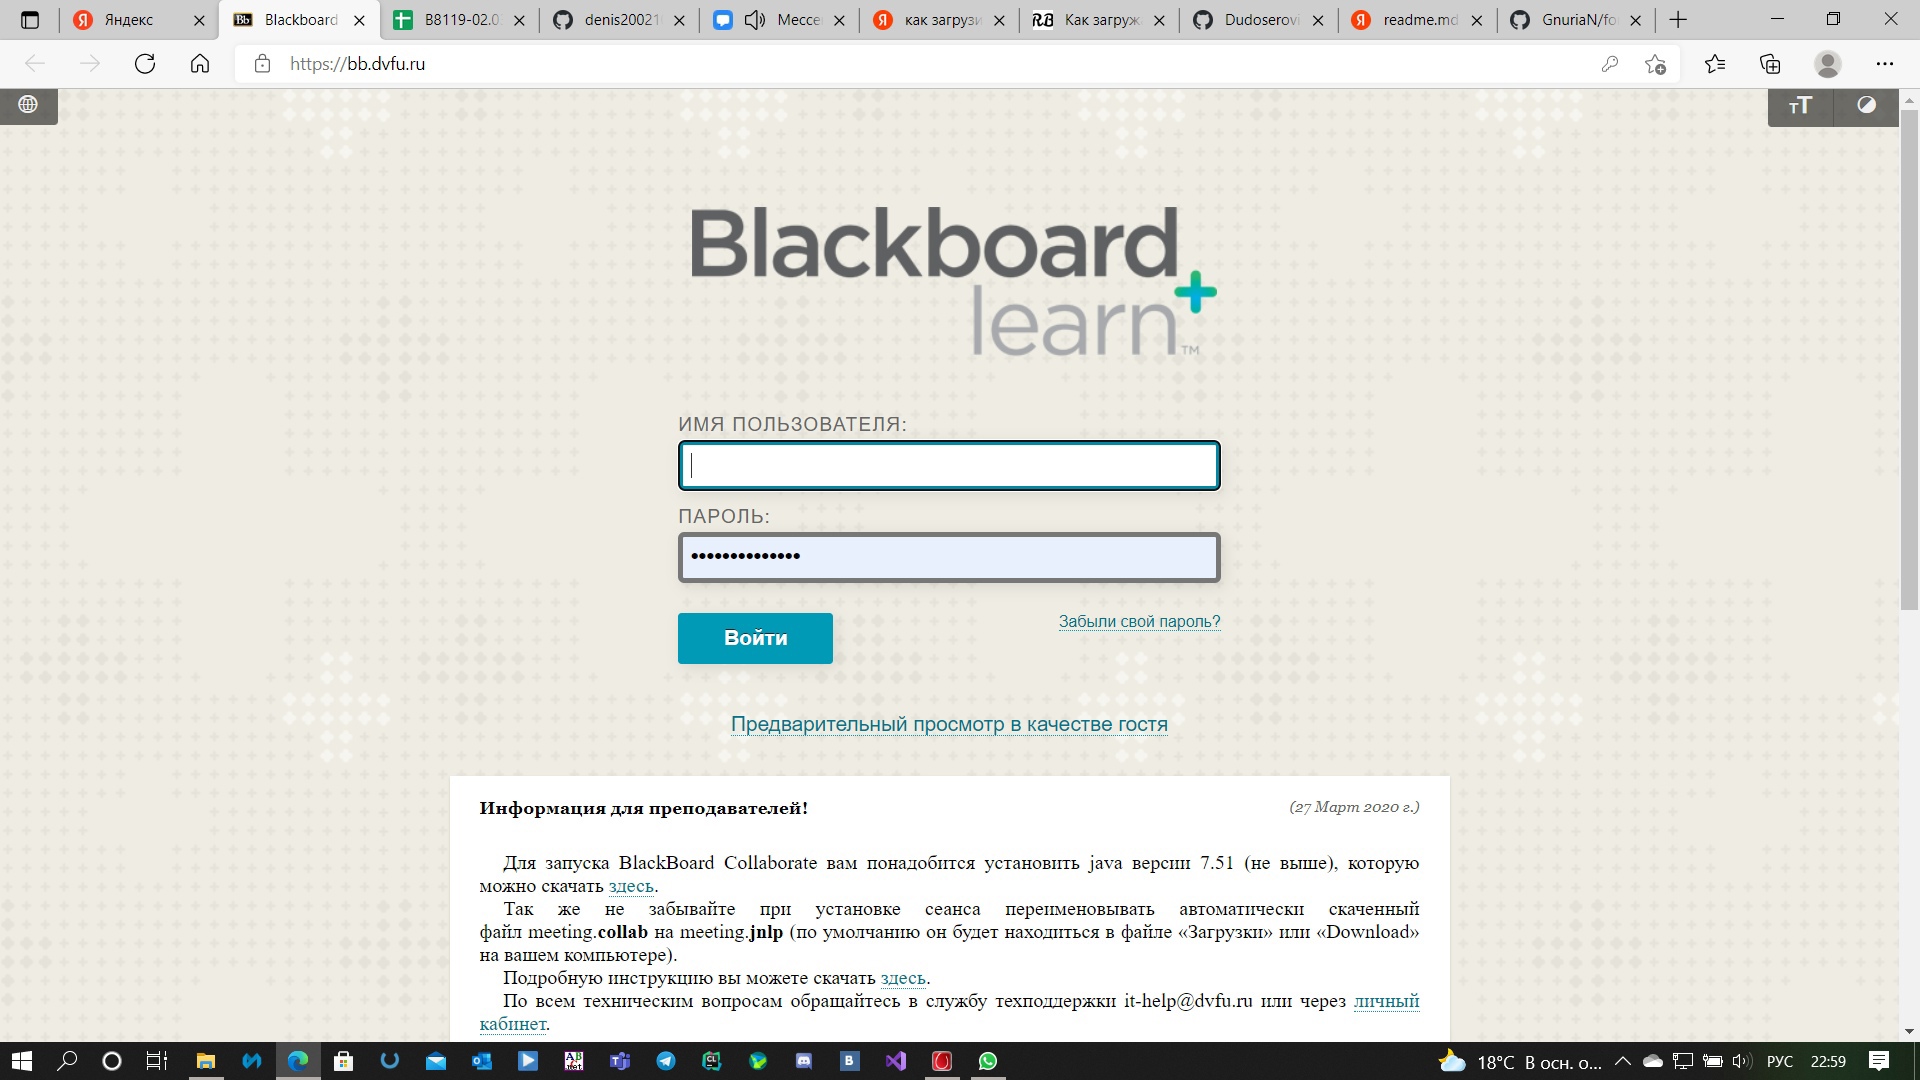 Яндекс
Blackboard
B8119-02.0
denis20021
Мессе
как загрузи
Как загруж
Dudoserovi
readme.md
GnuriaN/fo
https://bb.dvfu.ru
тT
Blackboard
learn™
ИМЯ ПОЛЬЗОВАТЕЛЯ:
ПАРОЛЬ:
••••••••••••••
Войти
Забыли свой пароль?
Предварительный просмотр в качестве гостя
Информация для преподавателей!
(27 Март 2020 г.)
Для запуска BlackBoard Collaborate вам понадобится установить java версии 7.51 (не выше), которую
можно скачать здесь.
Так же не забывайте при установке сеанса переименовывать автоматически скаченный
файл meeting.collab на meeting.jnlp (по умолчанию он будет находиться в файле «Загрузки» или «Download»
на вашем компьютере).
Подробную инструкцию вы можете скачать здесь.
По всем техническим вопросам обращайтесь в службу техподдержки it-help@dvfu.ru или через личный
кабинет.
18°C В осн. о...
РУС
22:59